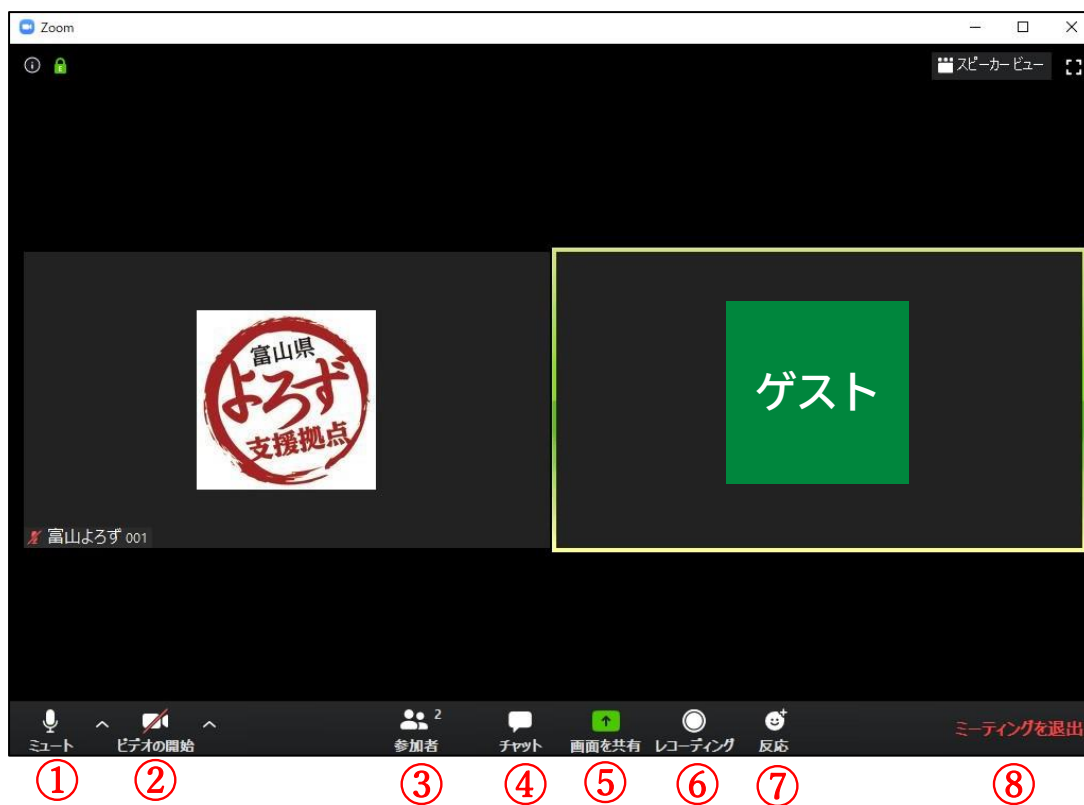 Zoom
スピーカー ビュー
富山県
よろず
支援拠点
ゲスト
富山よろず 001
2
ミュート ビデオの開始 参加者 チャット 画面を共有 レコーディング 反応 ミーティングを退出
① ② ③ ④ ⑤ ⑥ ⑦ ⑧